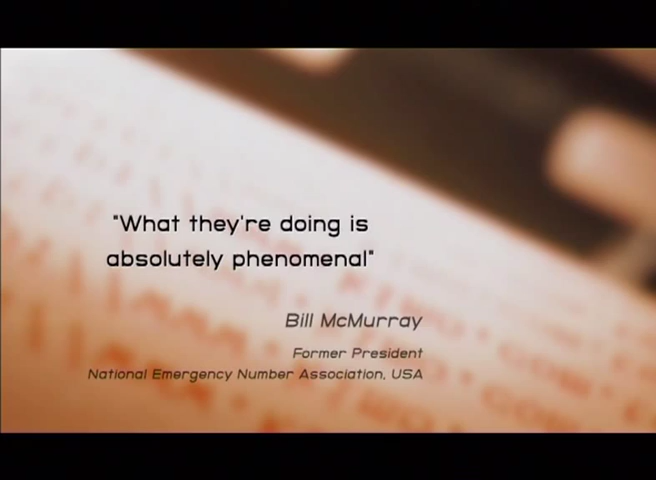 "What they're doing is
absolutely phenomenal"
Bill McMurray
Former President
National Emergency Number Association, USA